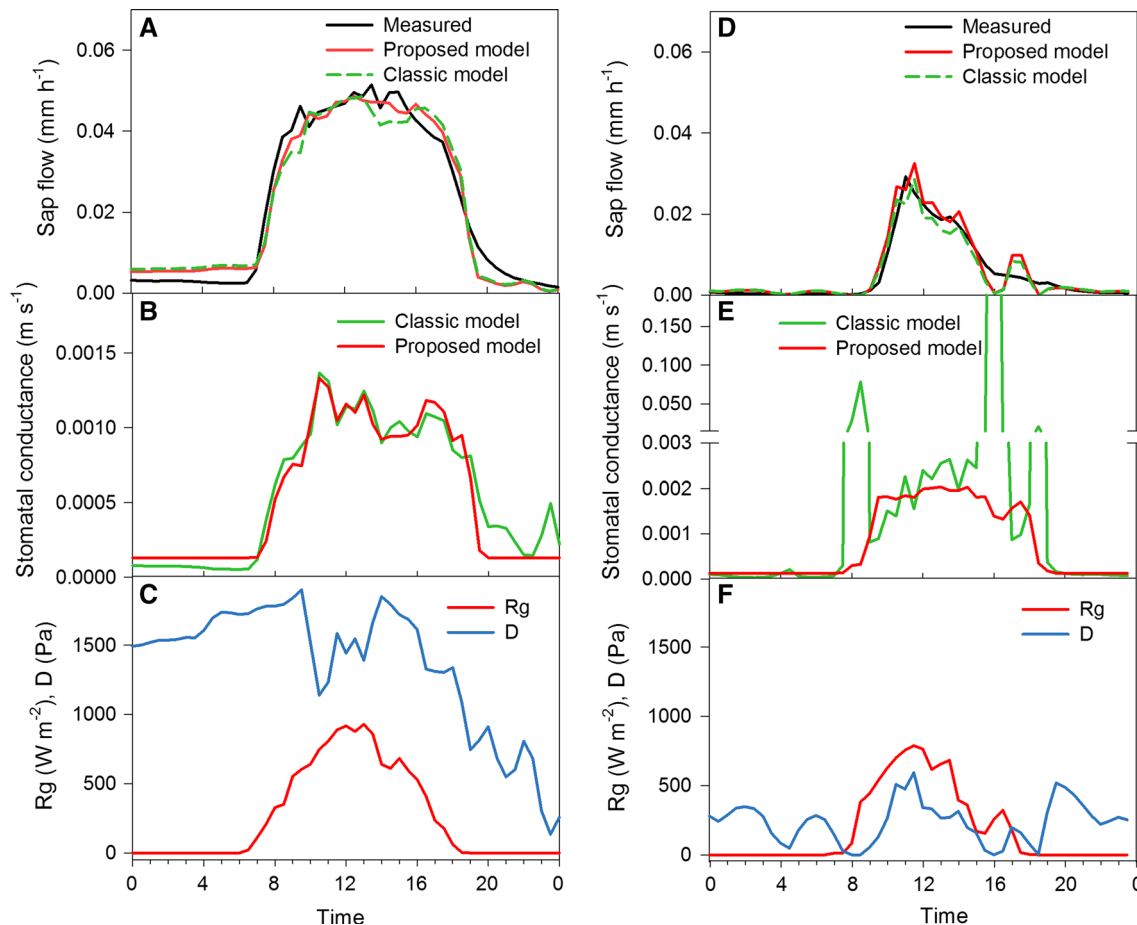 A
Measured
Proposed model
Classic model
Sap flow (mm h⁻¹)
0.06
0.04
0.02
0.00
B
Classic model
Proposed model
Stomatal conductance (m s⁻¹)
0.0015
0.0010
0.0005
0.0000
C
Rg
D
Rg (W m⁻²), D (Pa)
1500
1000
500
0
0 4 8 12 16 20 0
Time
D
Measured
Proposed model
Classic model
Sap flow (mm h⁻¹)
0.06
0.04
0.02
0.00
E
Classic model
Proposed model
Stomatal conductance (m s⁻¹)
0.150
0.100
0.050
0.003
0.002
0.001
0.000
F
Rg
D
Rg (W m⁻²), D (Pa)
1500
1000
500
0
0 4 8 12 16 20 0
Time